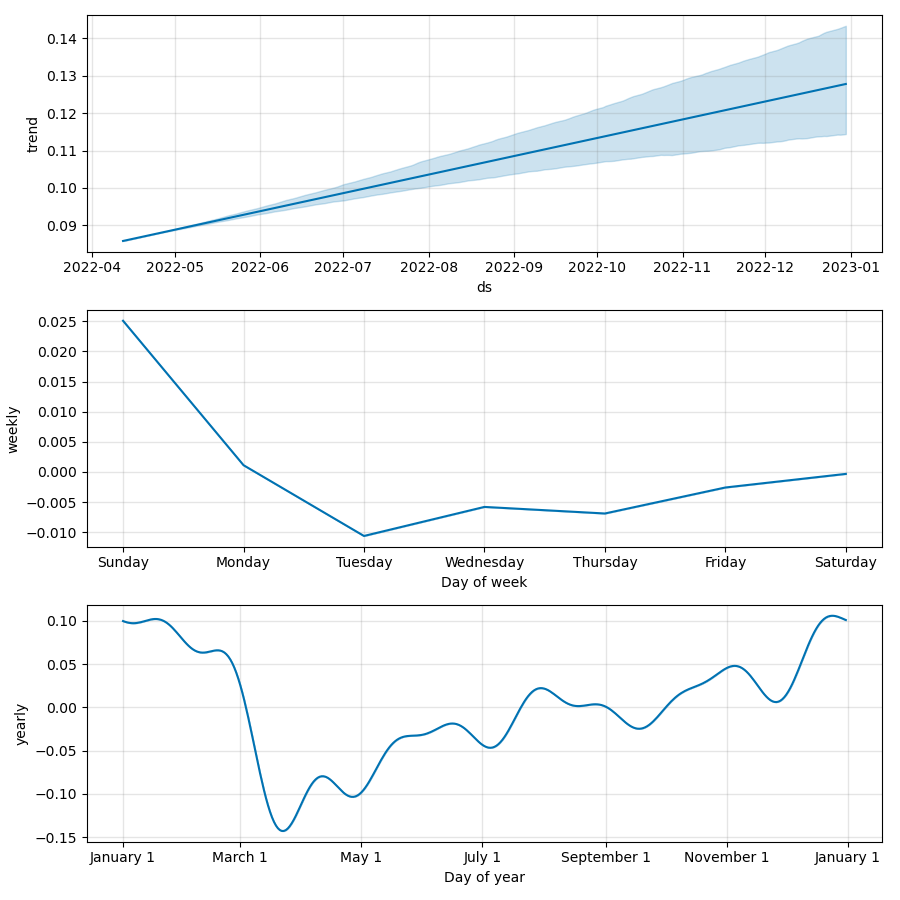 0.14
0.13
0.12
0.11
0.10
0.09
trend
2022-04 2022-05 2022-06 2022-07 2022-08 2022-09 2022-10 2022-11 2022-12 2023-01
ds
0.025
0.020
0.015
0.010
0.005
0.000
−0.005
−0.010
weekly
Sunday Monday Tuesday Wednesday Thursday Friday Saturday
Day of week
0.10
0.05
0.00
−0.05
−0.10
−0.15
yearly
January 1 March 1 May 1 July 1 September 1 November 1 January 1
Day of year